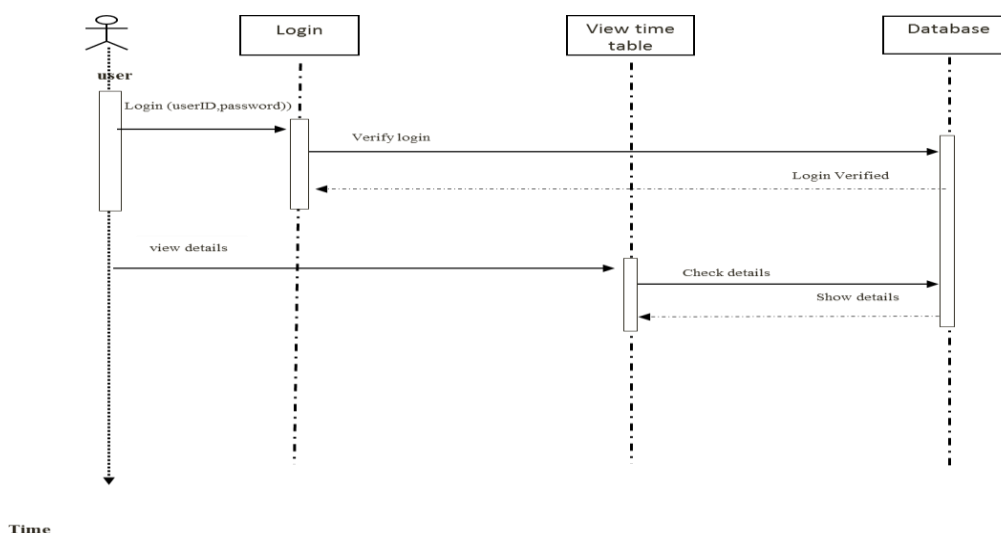 Login
View time
table
Database
user
Login (userID,password))
Verify login
Login Verified
view details
Check details
Show details
Time